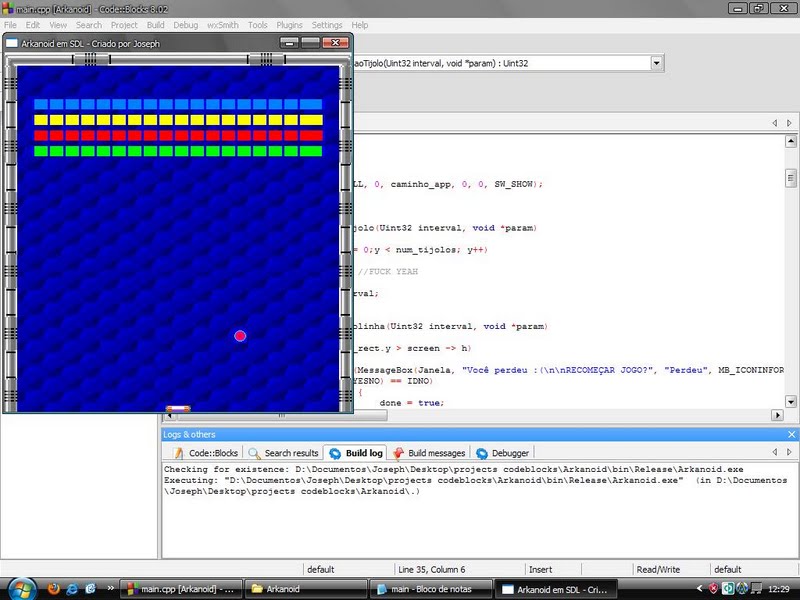 main.cpp [Arkanoid] - Code::Blocks 8.02
File Edit View Search Project Build Debug wxSmith Tools Plugins Settings Help
Arkanoid em SDL - Criado por Joseph
aoTijolo(Uint32 interval, void *param) : Uint32
LL, 0, caminho_app, 0, 0, SW_SHOW);
jolo(Uint32 interval, void *param)
= 0;y < num_tijolos; y++)
//FUCK YEAH
rval;
olinha(Uint32 interval, void *param)
_rect.y > screen -> h)
(MessageBox(Janela, "Você perdeu :(\n\nRECOMEÇAR JOGO?", "Perdeu", MB_ICONINFOR
YESNO) == IDNO)
{
done = true;
Logs & others
Code::Blocks Search results Build log Build messages Debugger
Checking for existence: D:\Documentos\Joseph\Desktop\projects codeblocks\Arkanoid\bin\Release\Arkanoid.exe
Executing: "D:\Documentos\Joseph\Desktop\projects codeblocks\Arkanoid\bin\Release\Arkanoid.exe" (in D:\Documentos
\Joseph\Desktop\projects codeblocks\Arkanoid\.)
default Line 35, Column 6 Insert Read/Write default
main.cpp [Arkanoid] - ... Arkanoid main - Bloco de notas Arkanoid em SDL - Cri... 12:29